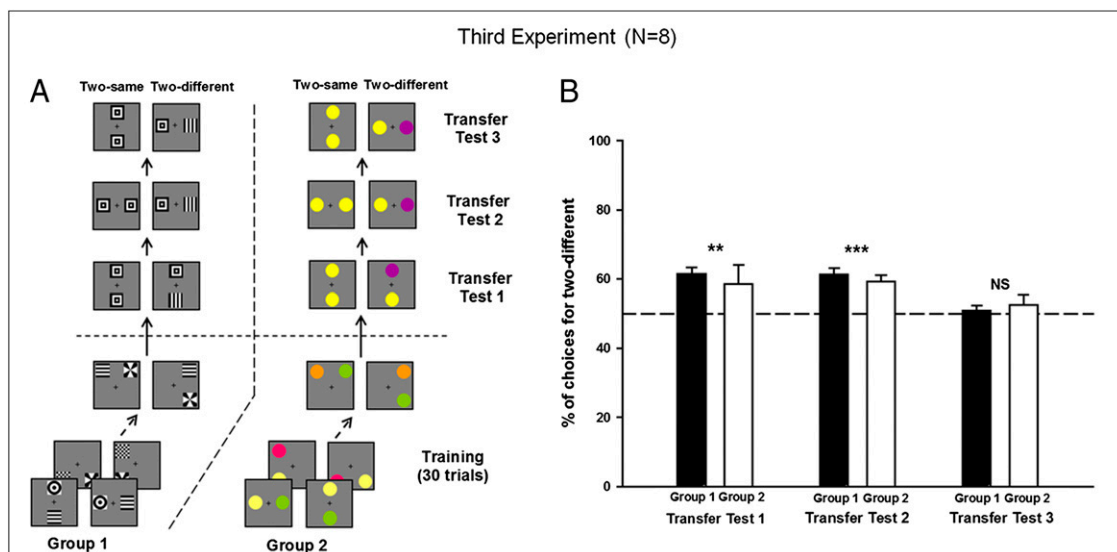 Third Experiment (N=8)
A
Two-same Two-different
Two-same Two-different
Transfer
Test 3
Transfer
Test 2
Transfer
Test 1
Training
(30 trials)
Group 1
Group 2
B
% of choices for two-different
100
80
60
40
20
0
**
***
NS
Group 1 Group 2
Group 1 Group 2
Group 1 Group 2
Transfer Test 1
Transfer Test 2
Transfer Test 3